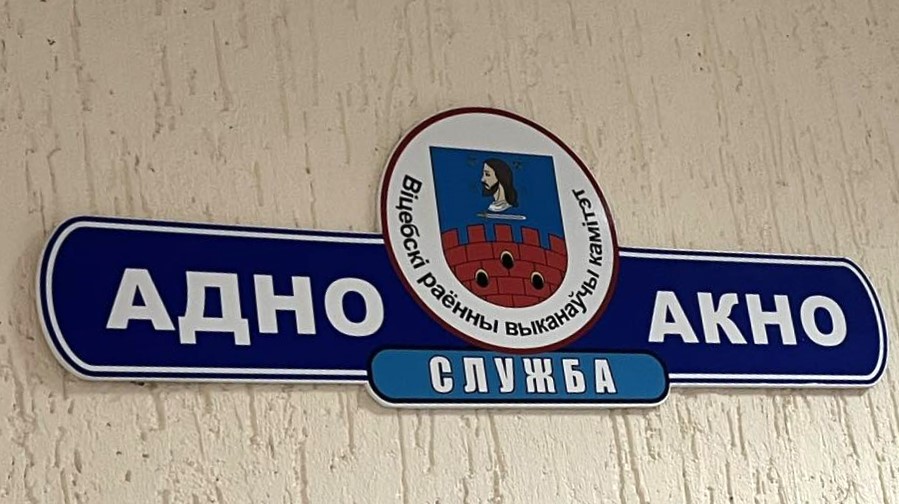 АДНО
Віцебскі раённы выканаўчы камітэт
АКНО
СЛУЖБА